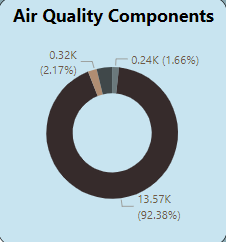 Air Quality Components
0.32K
(2.17%)
0.24K (1.66%)
13.57K
(92.38%)